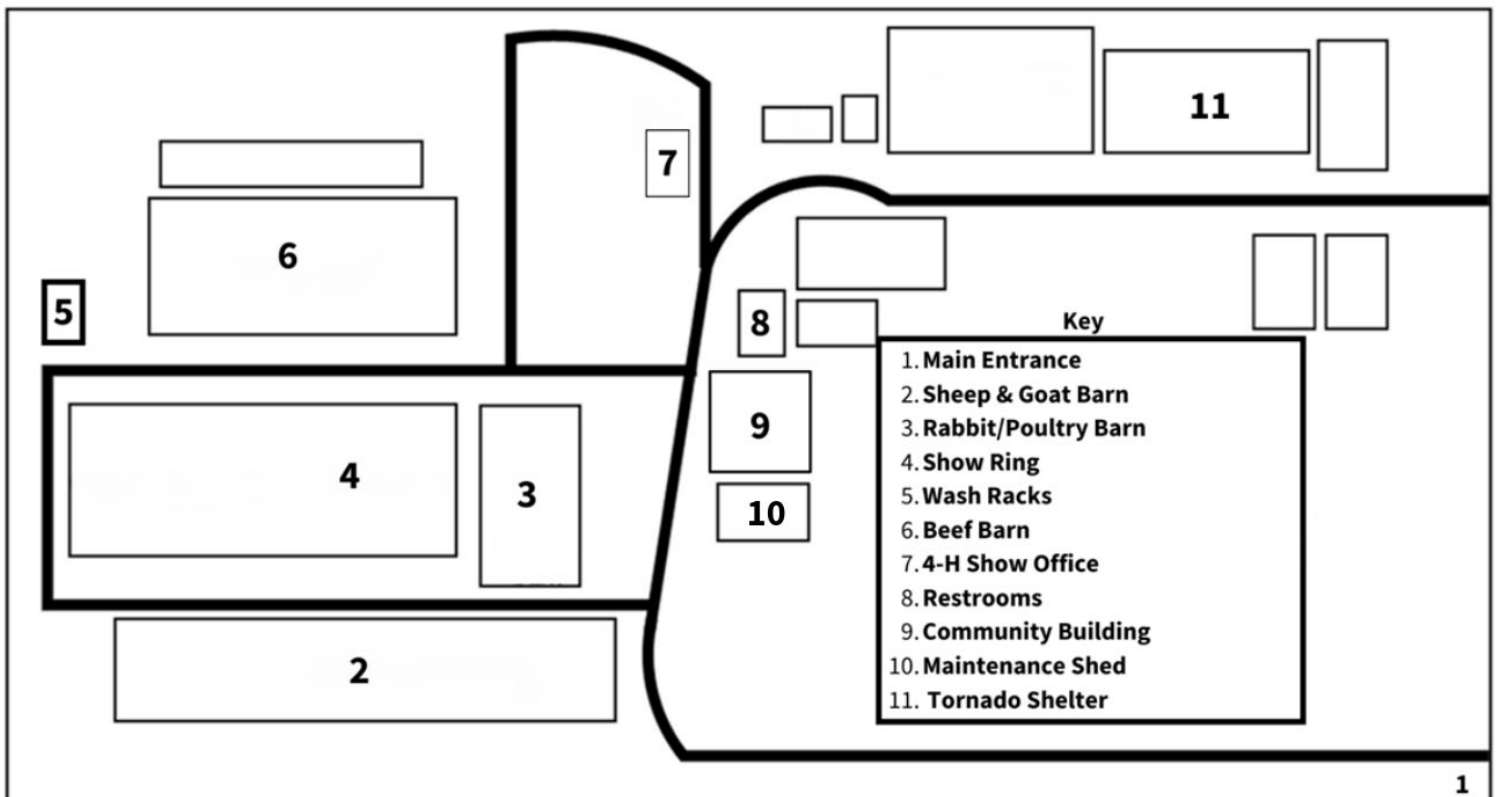 11
7
6
5
8
9
4
3
10
2
Key
1. Main Entrance
2. Sheep & Goat Barn
3. Rabbit/Poultry Barn
4. Show Ring
5. Wash Racks
6. Beef Barn
7. 4-H Show Office
8. Restrooms
9. Community Building
10. Maintenance Shed
11. Tornado Shelter
1